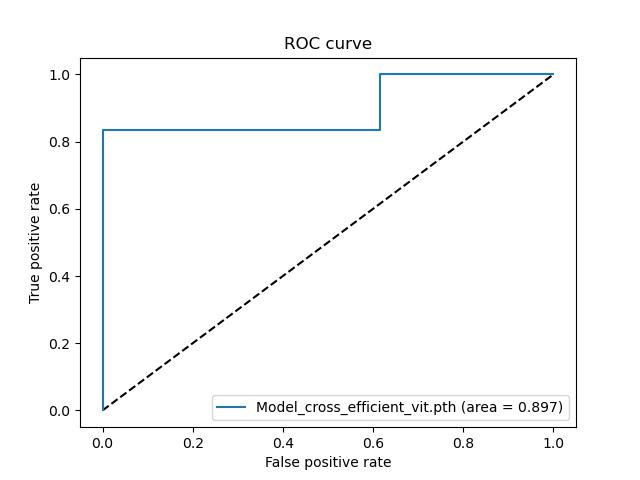 ROC curve
1.0
0.8
0.6
0.4
0.2
0.0
True positive rate
Model_cross_efficient_vit.pth (area = 0.897)
0.0 0.2 0.4 0.6 0.8 1.0
False positive rate